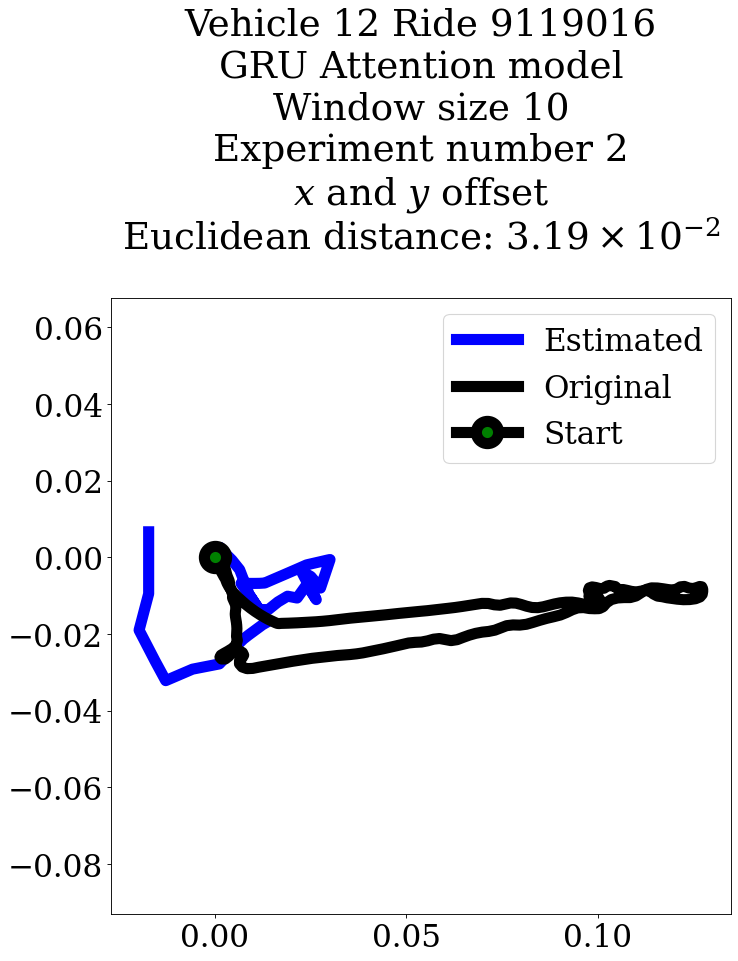 Vehicle 12 Ride 9119016
GRU Attention model
Window size 10
Experiment number 2
x and y offset
Euclidean distance: 3.19 × 10⁻²
Estimated
Original
Start
0.06
0.04
0.02
0.00
−0.02
−0.04
−0.06
−0.08
0.00 0.05 0.10